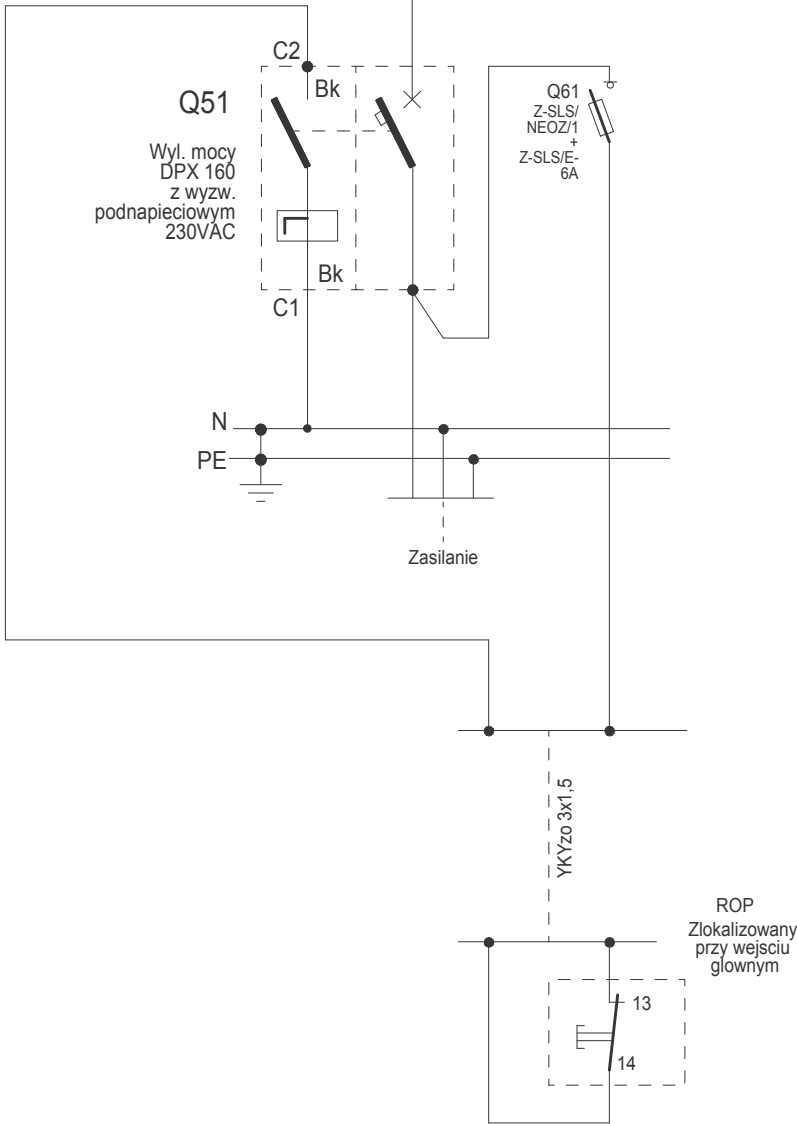 C2
Bk
Q51
Wyl. mocy
DPX 160
z wyzw.
podnapieciowym
230VAC
Bk
C1
Q61
Z-SLS/
NEOZ/1
+
Z-SLS/E-
6A
N
PE
Zasilanie
YKYzo 3x1,5
ROP
Zlokalizowany
przy wejsciu
glownym
13
14